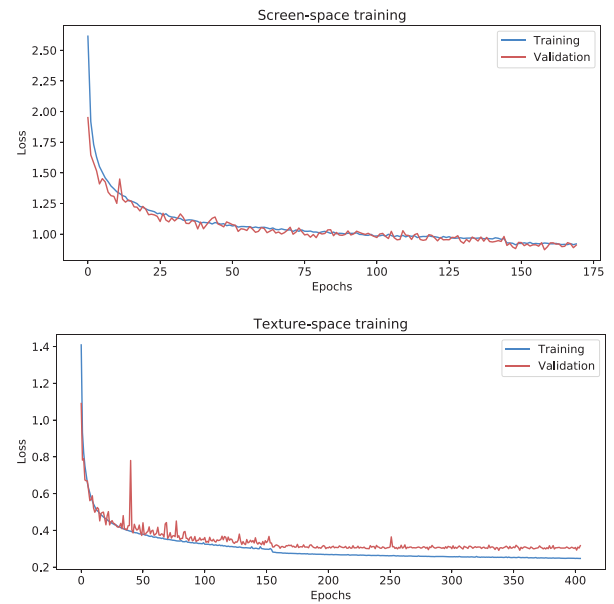 Screen-space training
2.50
2.25
2.00
1.75
1.50
1.25
1.00
Loss
Training
Validation
0 25 50 75 100 125 150 175
Epochs
Texture-space training
1.4
1.2
1.0
0.8
0.6
0.4
0.2
Loss
Training
Validation
0 50 100 150 200 250 300 350 400
Epochs